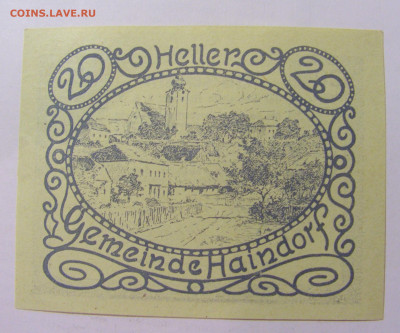 COINS.LAVE.RU
20 Heller 20
Gemeinde Haindorf